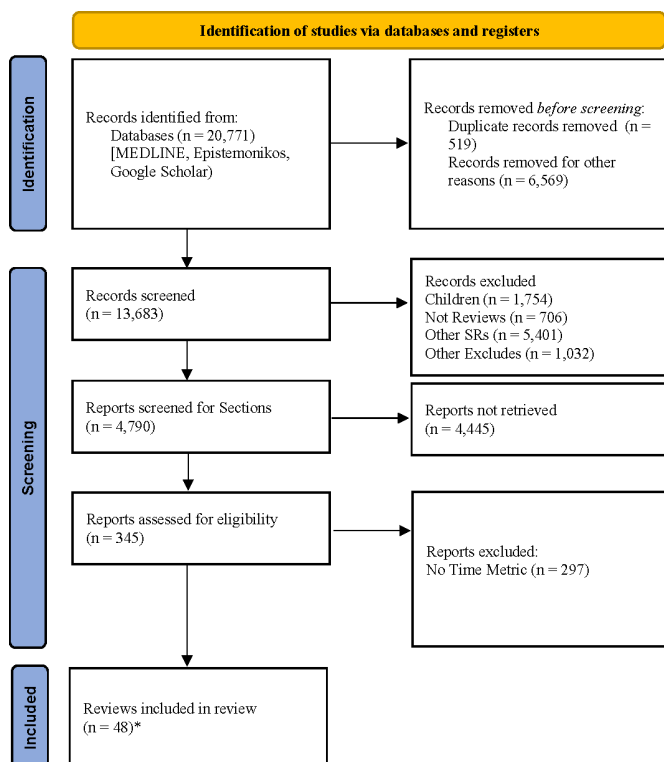 Identification of studies via databases and registers
Identification
Records identified from:
Databases (n = 20,771)
[MEDLINE, Epistemonikos,
Google Scholar)
Records removed before screening:
Duplicate records removed (n =
519)
Records removed for other
reasons (n = 6,569)
Screening
Records screened
(n = 13,683)
Records excluded
Children (n = 1,754)
Not Reviews (n = 706)
Other SRs (n = 5,401)
Other Excludes (n = 1,032)
Reports screened for Sections
(n = 4,790)
Reports not retrieved
(n = 4,445)
Reports assessed for eligibility
(n = 345)
Reports excluded:
No Time Metric (n = 297)
Included
Reviews included in review
(n = 48)*